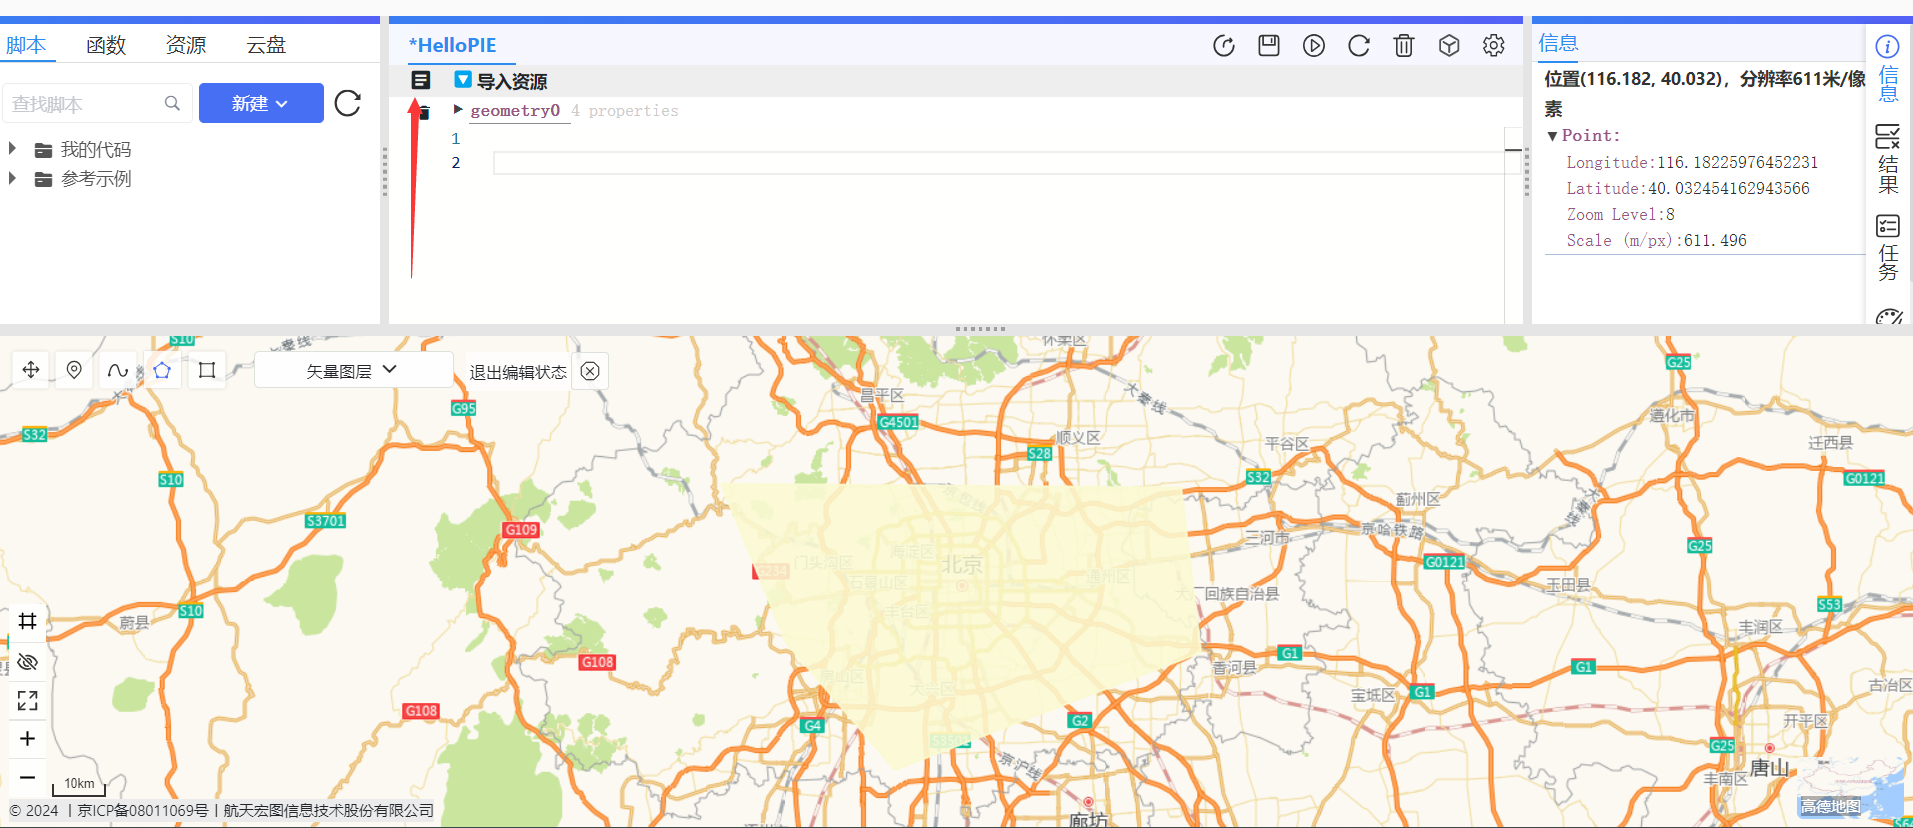 脚本 函数 资源 云盘
查找脚本 新建
我的代码
参考示例
*HelloPIE
导入资源
geometry0 4 properties
1
2
信息
位置(116.182, 40.032)，分辨率611米/像
素
Point:
Longitude:116.18225976452231
Latitude:40.032454162943566
Zoom Level:8
Scale (m/px):611.496
信息
结果
任务
矢量图层 退出编辑状态
S10
怀柔区
G25
昌平区
大秦线
G95
G4501
遵化市
S32
顺义区
平谷区
迁西县
S28
S10
S32
G0121
蓟州区
大秦线
S3701
G109
京哈铁路
三河市
G25
海淀区
门头沟区
北京
G0121
G234
石景山区
通州区
玉田县
回族自治县
S10
丰台区
S53
蔚县
丰润区
G1
G108
香河县
G1
房山区
大兴区
宝坻区
G1
古冶区
G108
G4
G2
开平区
S3501
G25
京沪线
唐山
丰南区
10km
高德地图
© 2024 | 京ICP备08011069号 | 航天宏图信息技术股份有限公司
廊坊